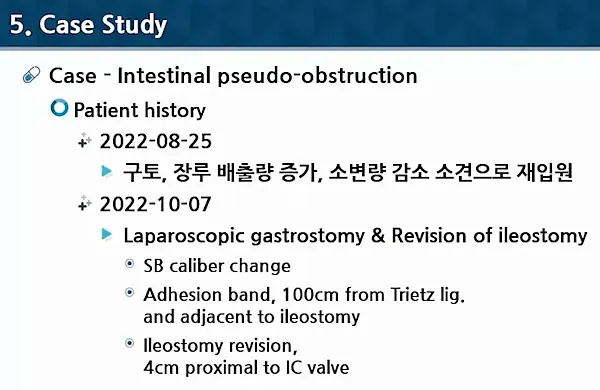 5. Case Study
Case - Intestinal pseudo-obstruction
Patient history
2022-08-25
구토, 장루 배출량 증가, 소변량 감소 소견으로 재입원
2022-10-07
Laparoscopic gastrostomy & Revision of ileostomy
SB caliber change
Adhesion band, 100cm from Trietz lig.
and adjacent to ileostomy
Ileostomy revision,
4cm proximal to IC valve